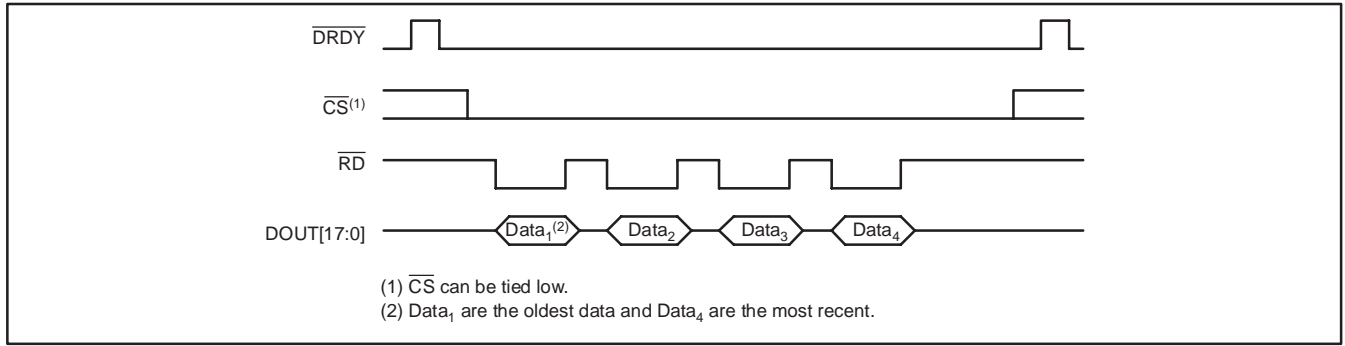 DRDY
CS(1)
RD
DOUT[17:0]
Data1(2) Data2 Data3 Data4
(1) CS can be tied low.
(2) Data1 are the oldest data and Data4 are the most recent.